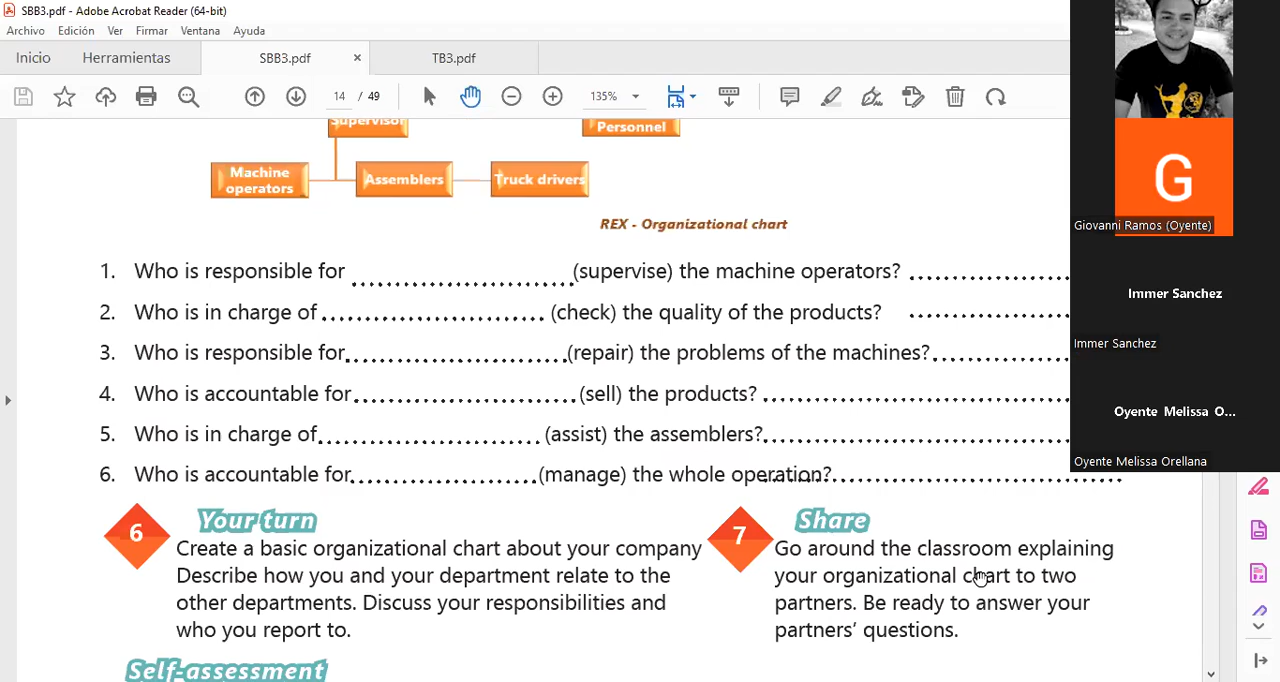 SBB3.pdf - Adobe Acrobat Reader (64-bit)
Archivo Edición Ver Firmar Ventana Ayuda
Inicio Herramientas SBB3.pdf × TB3.pdf
14 / 49 135%
Supervisor
Personnel
Machine
operators
Assemblers
Truck drivers
REX - Organizational chart
1. Who is responsible for ........................ (supervise) the machine operators? ..................
2. Who is in charge of ........................ (check) the quality of the products? ..................
3. Who is responsible for ........................ (repair) the problems of the machines? ...............
4. Who is accountable for ........................ (sell) the products? .................................
5. Who is in charge of ........................ (assist) the assemblers? .................................
6. Who is accountable for .................... (manage) the whole operation? .................................
6 Your turn
Create a basic organizational chart about your company
Describe how you and your department relate to the
other departments. Discuss your responsibilities and
who you report to.
7 Share
Go around the classroom explaining
your organizational chart to two
partners. Be ready to answer your
partners’ questions.
Self-assessment
G
Giovanni Ramos (Oyente)
Immer Sanchez
Immer Sanchez
Oyente Melissa O...
Oyente Melissa Orellana